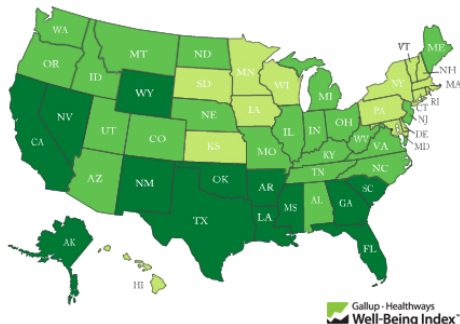 WA
MT
ND
MN
VT
ME
OR
ID
WY
SD
WI
MI
NY
NH
MA
RI
CT
NJ
DE
MD
NV
UT
CO
NE
IA
IL
IN
OH
PA
WV
VA
CA
KS
MO
KY
NC
AZ
NM
OK
AR
TN
SC
TX
LA
MS
AL
GA
FL
AK
HI
Gallup · Healthways
Well-Being Index™